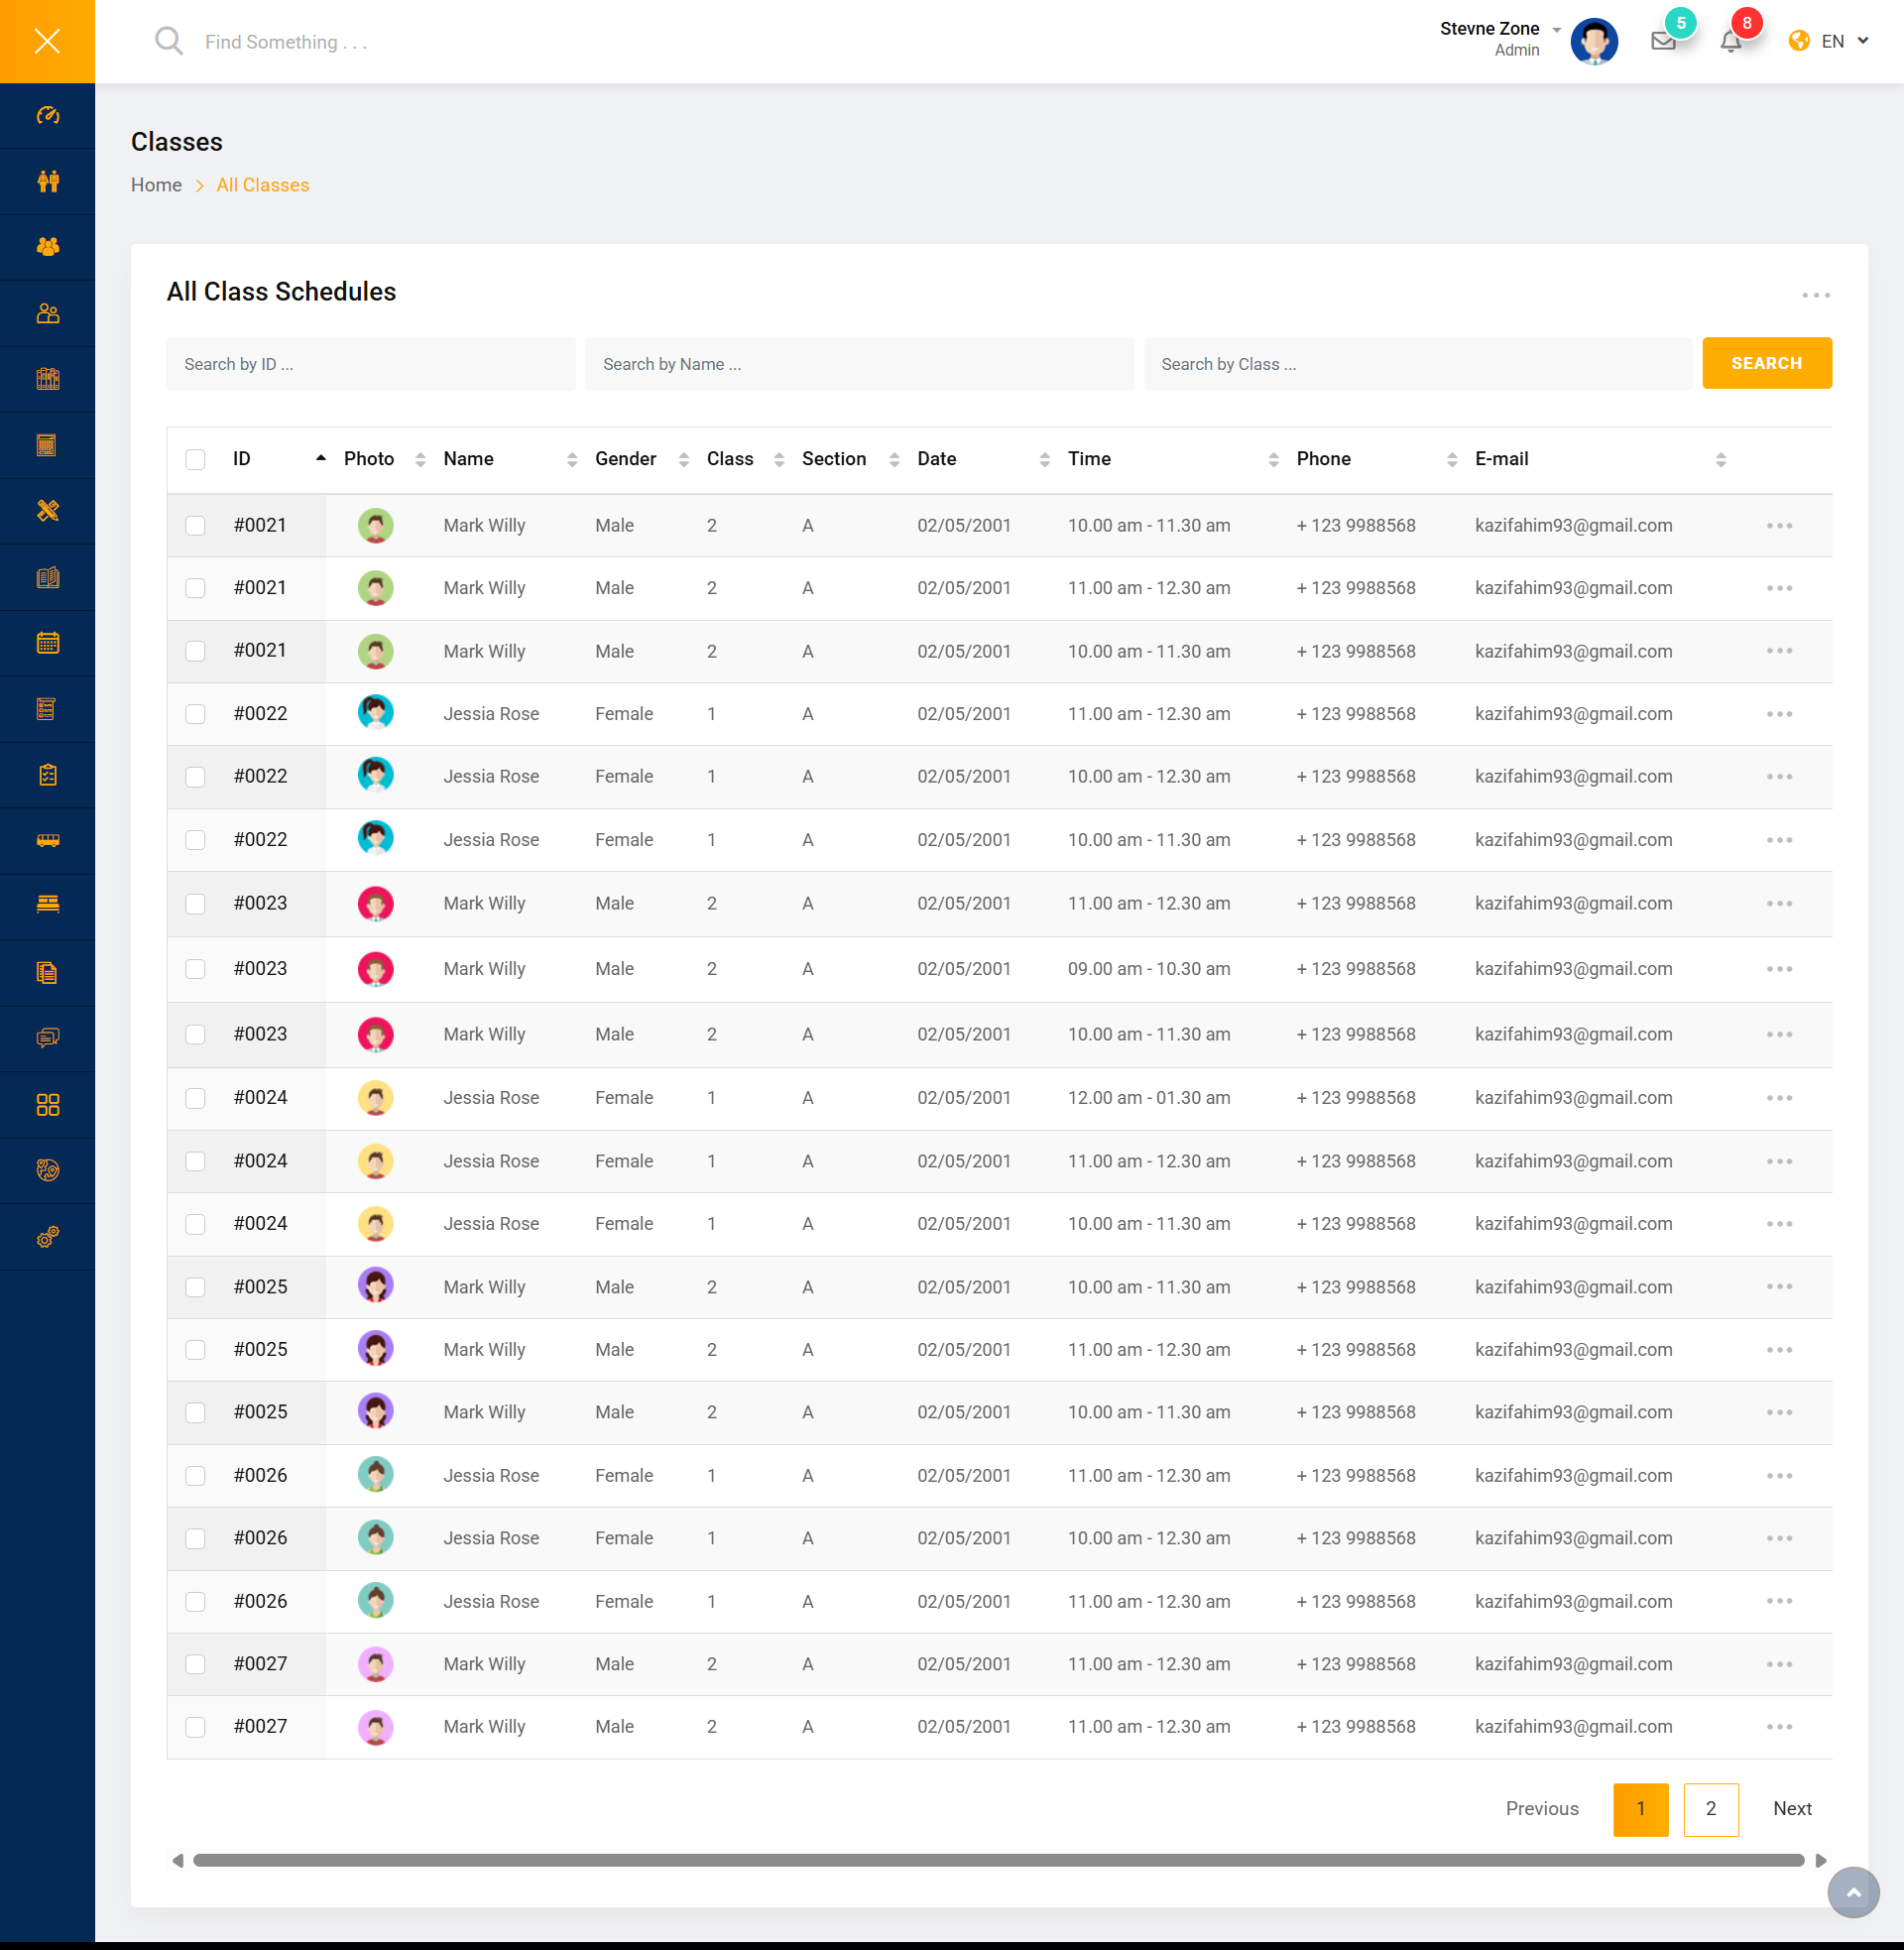 Find Something . . .
Stevne Zone
Admin
5
8
EN
Classes
Home All Classes
All Class Schedules
Search by ID ... Search by Name ... Search by Class ... SEARCH
ID Photo Name Gender Class Section Date Time Phone E-mail
#0021 Mark Willy Male 2 A 02/05/2001 10.00 am - 11.30 am + 123 9988568 kazifahim93@gmail.com
#0021 Mark Willy Male 2 A 02/05/2001 11.00 am - 12.30 am + 123 9988568 kazifahim93@gmail.com
#0021 Mark Willy Male 2 A 02/05/2001 10.00 am - 11.30 am + 123 9988568 kazifahim93@gmail.com
#0022 Jessia Rose Female 1 A 02/05/2001 11.00 am - 12.30 am + 123 9988568 kazifahim93@gmail.com
#0022 Jessia Rose Female 1 A 02/05/2001 10.00 am - 12.30 am + 123 9988568 kazifahim93@gmail.com
#0022 Jessia Rose Female 1 A 02/05/2001 10.00 am - 11.30 am + 123 9988568 kazifahim93@gmail.com
#0023 Mark Willy Male 2 A 02/05/2001 11.00 am - 12.30 am + 123 9988568 kazifahim93@gmail.com
#0023 Mark Willy Male 2 A 02/05/2001 09.00 am - 10.30 am + 123 9988568 kazifahim93@gmail.com
#0023 Mark Willy Male 2 A 02/05/2001 10.00 am - 11.30 am + 123 9988568 kazifahim93@gmail.com
#0024 Jessia Rose Female 1 A 02/05/2001 12.00 am - 01.30 am + 123 9988568 kazifahim93@gmail.com
#0024 Jessia Rose Female 1 A 02/05/2001 11.00 am - 12.30 am + 123 9988568 kazifahim93@gmail.com
#0024 Jessia Rose Female 1 A 02/05/2001 10.00 am - 11.30 am + 123 9988568 kazifahim93@gmail.com
#0025 Mark Willy Male 2 A 02/05/2001 10.00 am - 11.30 am + 123 9988568 kazifahim93@gmail.com
#0025 Mark Willy Male 2 A 02/05/2001 11.00 am - 12.30 am + 123 9988568 kazifahim93@gmail.com
#0025 Mark Willy Male 2 A 02/05/2001 10.00 am - 11.30 am + 123 9988568 kazifahim93@gmail.com
#0026 Jessia Rose Female 1 A 02/05/2001 11.00 am - 12.30 am + 123 9988568 kazifahim93@gmail.com
#0026 Jessia Rose Female 1 A 02/05/2001 10.00 am - 12.30 am + 123 9988568 kazifahim93@gmail.com
#0026 Jessia Rose Female 1 A 02/05/2001 11.00 am - 12.30 am + 123 9988568 kazifahim93@gmail.com
#0027 Mark Willy Male 2 A 02/05/2001 11.00 am - 12.30 am + 123 9988568 kazifahim93@gmail.com
#0027 Mark Willy Male 2 A 02/05/2001 11.00 am - 12.30 am + 123 9988568 kazifahim93@gmail.com
Previous 1 2 Next